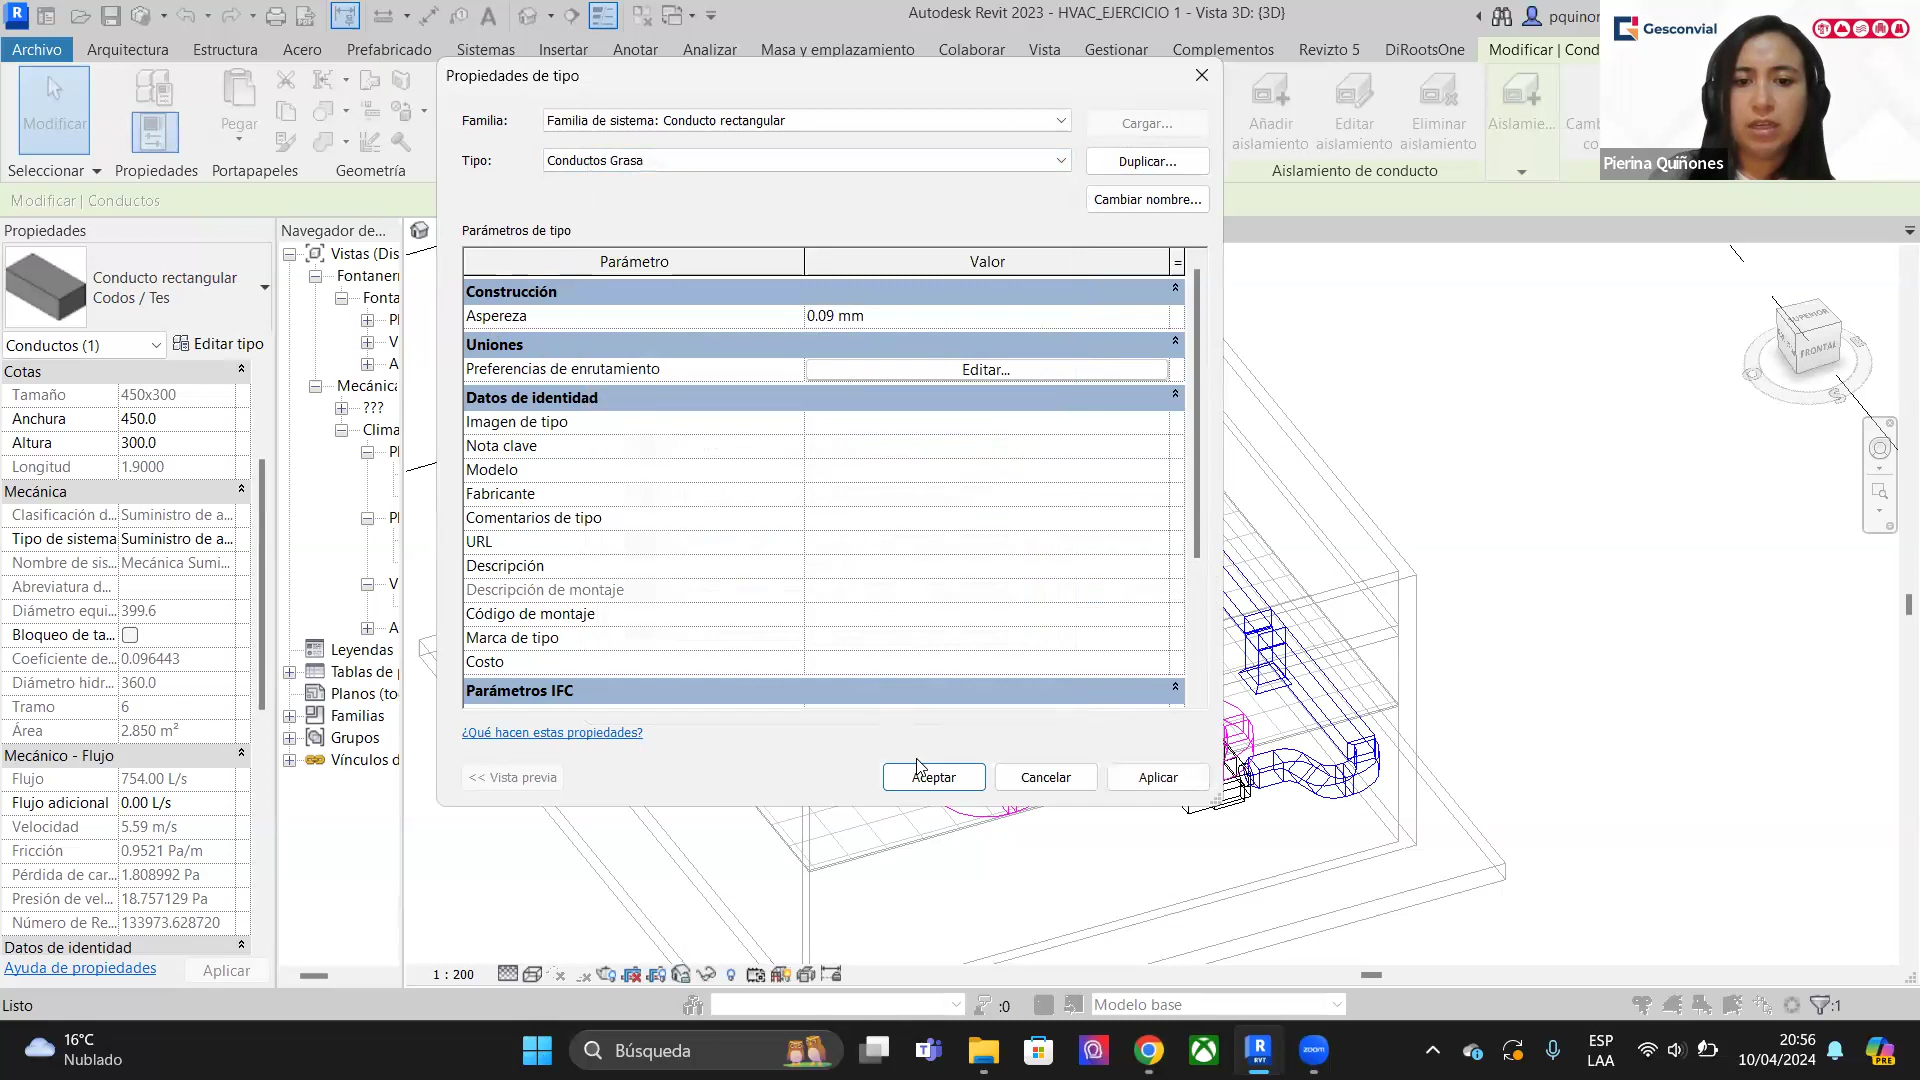 Autodesk Revit 2023 - HVAC_EJERCICIO 1 - Vista 3D: {3D}
pquinor
Archivo
Arquitectura
Estructura
Acero
Prefabricado
Sistemas
Insertar
Anotar
Analizar
Masa y emplazamiento
Colaborar
Vista
Gestionar
Complementos
Revizto 5
DiRootsOne
Modificar | Cond
Modificar
Pegar
Seleccionar
Propiedades
Portapapeles
Geometría
Añadir aislamiento
Editar aislamiento
Eliminar aislamiento
Aislamie...
Aislamiento de conducto
Gesconvial
Pierina Quiñones
Modificar | Conductos
Propiedades
Conducto rectangular
Codos / Tes
Conductos (1)
Editar tipo
Cotas
Tamaño 450x300
Anchura 450.0
Altura 300.0
Longitud 1.9000
Mecánica
Clasificación d... Suministro de a...
Tipo de sistema Suministro de a...
Nombre de sis... Mecánica Sumi...
Abreviatura d...
Diámetro equi... 399.6
Bloqueo de ta...
Coeficiente de... 0.096443
Diámetro hidr... 360.0
Tramo 6
Área 2.850 m²
Mecánico - Flujo
Flujo 754.00 L/s
Flujo adicional 0.00 L/s
Velocidad 5.59 m/s
Fricción 0.9521 Pa/m
Pérdida de car... 1.808992 Pa
Presión de vel... 18.757129 Pa
Número de Re... 133973.628720
Datos de identidad
Ayuda de propiedades
Aplicar
Navegador de...
Vistas (Dis
Fontaner
Fonta
Pl
V
A
Mecánica
???
Clima
Pl
Pl
V
A
Leyendas
Tablas de p
Planos (to
Familias
Grupos
Vínculos d
Propiedades de tipo
Familia:
Familia de sistema: Conducto rectangular
Cargar...
Tipo:
Conductos Grasa
Duplicar...
Cambiar nombre...
Parámetros de tipo
Parámetro Valor =
Construcción
Aspereza 0.09 mm
Uniones
Preferencias de enrutamiento Editar...
Datos de identidad
Imagen de tipo
Nota clave
Modelo
Fabricante
Comentarios de tipo
URL
Descripción
Descripción de montaje
Código de montaje
Marca de tipo
Costo
Parámetros IFC
¿Qué hacen estas propiedades?
<< Vista previa
Aceptar
Cancelar
Aplicar
SUPERIOR
FRONTAL
1 : 200
Listo
:0
Modelo base
:1
16°C
Nublado
Búsqueda
zoom
ESP
LAA
20:56
10/04/2024